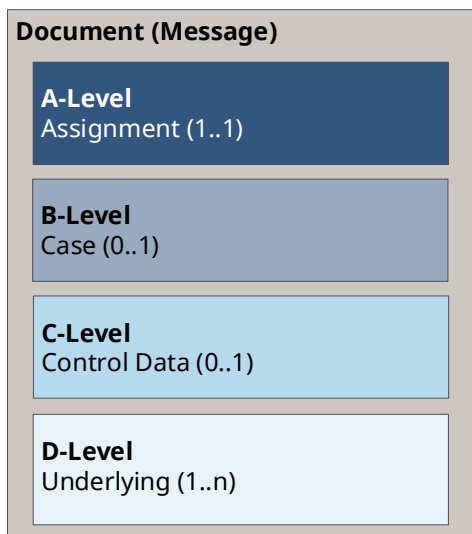 Document (Message)
A-Level
Assignment (1..1)
B-Level
Case (0..1)
C-Level
Control Data (0..1)
D-Level
Underlying (1..n)